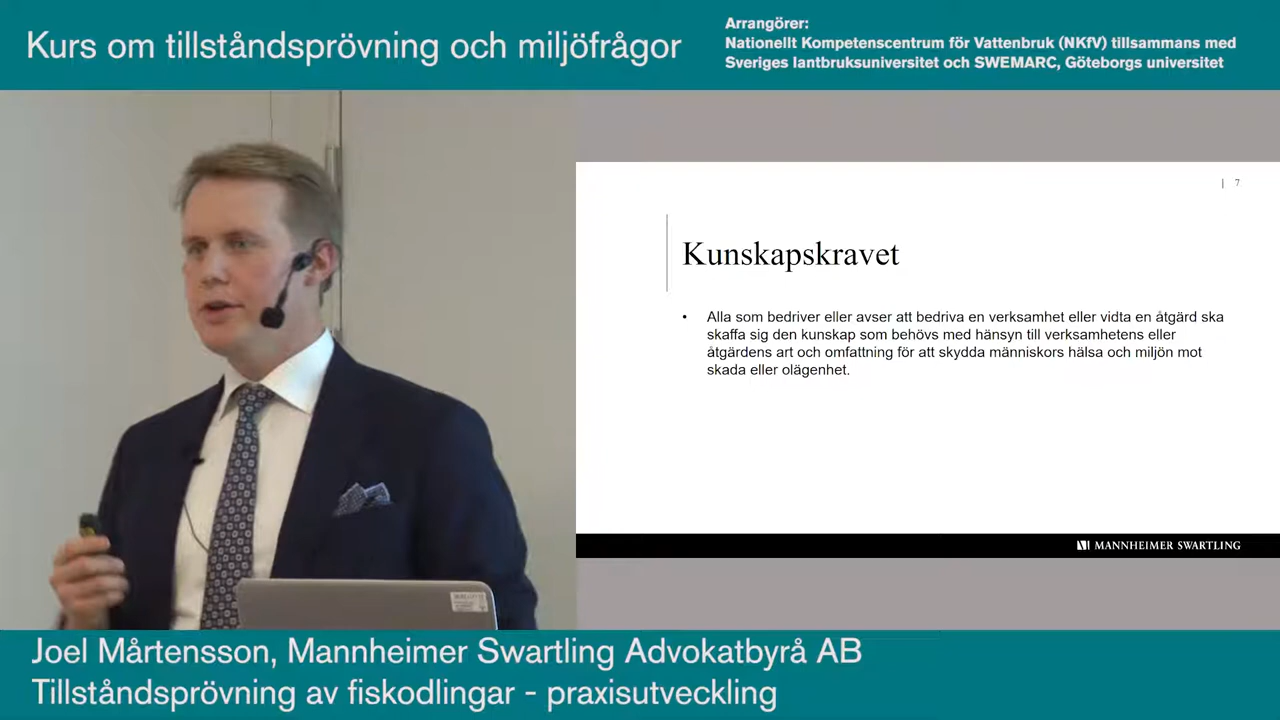 Kurs om tillståndsprövning och miljöfrågor
Arrangörer:
Nationellt Kompetenscentrum för Vattenbruk (NKfV) tillsammans med
Sveriges lantbruksuniversitet och SWEMARC, Göteborgs universitet
| 7
Kunskapskravet
• Alla som bedriver eller avser att bedriva en verksamhet eller vidta en åtgärd ska
skaffa sig den kunskap som behövs med hänsyn till verksamhetens eller
åtgärdens art och omfattning för att skydda människors hälsa och miljön mot
skada eller olägenhet.
MANNHEIMER SWARTLING
Joel Mårtensson, Mannheimer Swartling Advokatbyrå AB
Tillståndsprövning av fiskodlingar - praxisutveckling